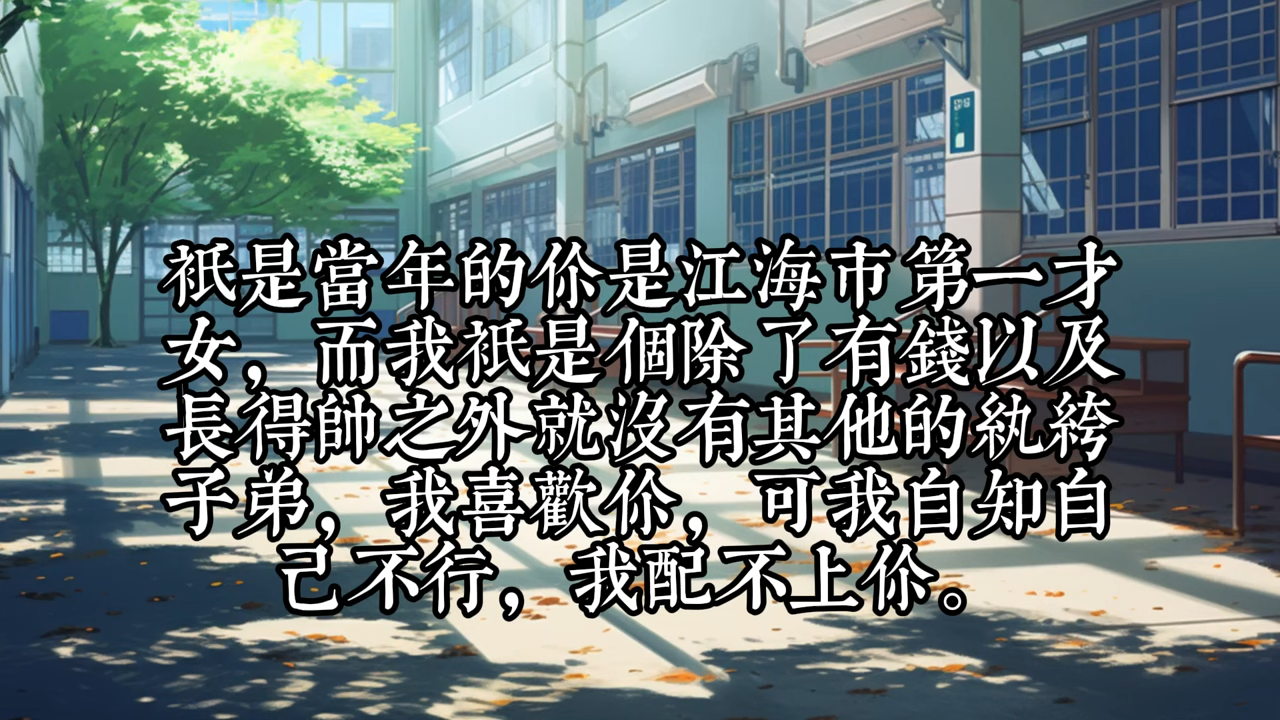 祇是當年的你是江海市第一才
女，而我祇是個除了有錢以及
長得帥之外就沒有其他的紈絝
子弟，我喜歡你，可我自知自
己不行，我配不上你。